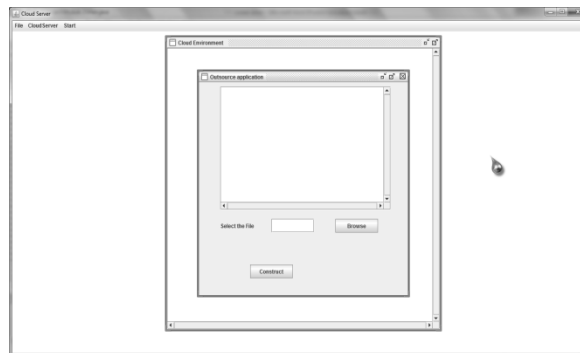 Cloud Server
File CloudServer Start
Cloud Environment
Outsource application
Select the File
Browse
Construct